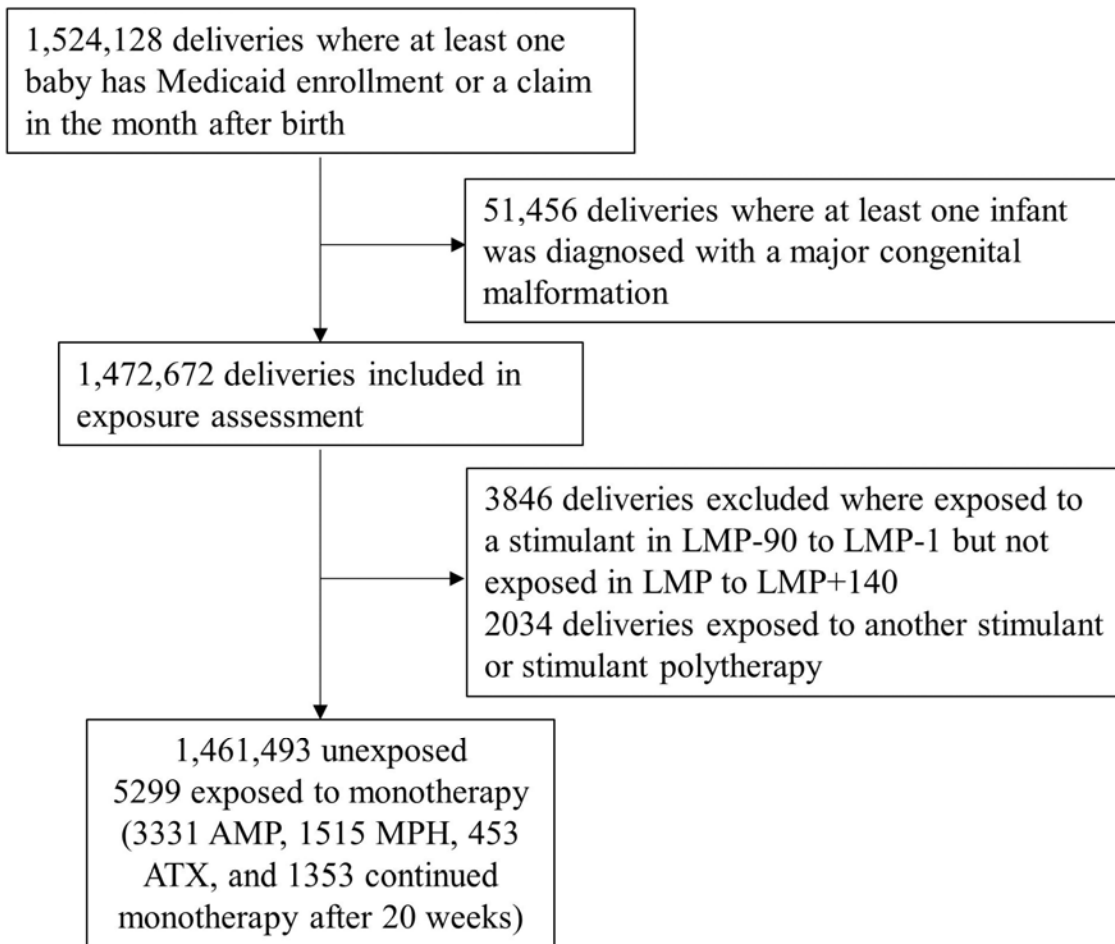 1,524,128 deliveries where at least one
baby has Medicaid enrollment or a claim
in the month after birth
51,456 deliveries where at least one infant
was diagnosed with a major congenital
malformation
1,472,672 deliveries included in
exposure assessment
3846 deliveries excluded where exposed to
a stimulant in LMP-90 to LMP-1 but not
exposed in LMP to LMP+140
2034 deliveries exposed to another stimulant
or stimulant polytherapy
1,461,493 unexposed
5299 exposed to monotherapy
(3331 AMP, 1515 MPH, 453
ATX, and 1353 continued
monotherapy after 20 weeks)